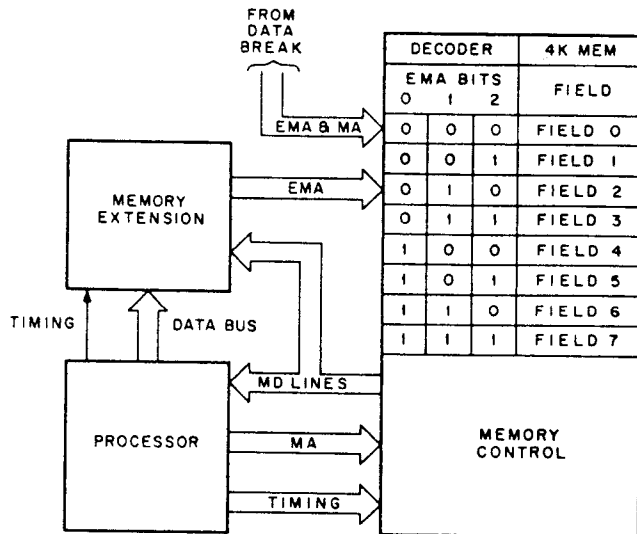 FROM
DATA
BREAK
DECODER 4K MEM
EMA BITS
0 1 2
FIELD
EMA & MA
0 0 0 FIELD 0
0 0 1 FIELD 1
0 1 0 FIELD 2
0 1 1 FIELD 3
1 0 0 FIELD 4
1 0 1 FIELD 5
1 1 0 FIELD 6
1 1 1 FIELD 7
MEMORY
EXTENSION
EMA
TIMING
DATA BUS
MD LINES
PROCESSOR
MA
TIMING
MEMORY
CONTROL